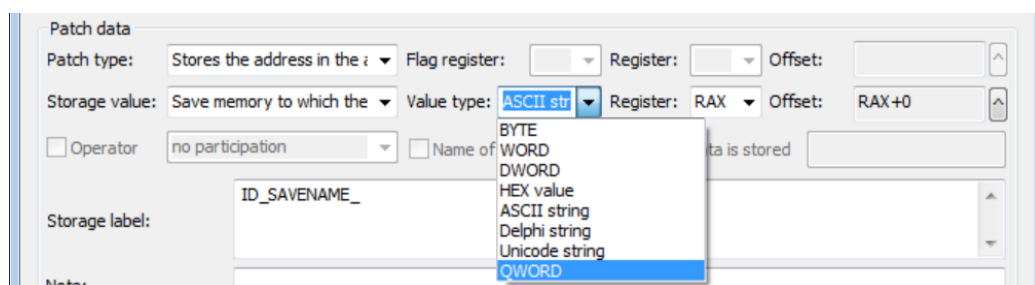 Patch data
Patch type: Stores the address in the a Flag register: Register: Offset:
Storage value: Save memory to which the Value type: ASCII str Register: RAX Offset: RAX+0
BYTE
Operator no participation Name of WORD ta is stored
DWORD
HEX value
ID_SAVENAME_
ASCII string
Storage label:
Delphi string
Unicode string
QWORD